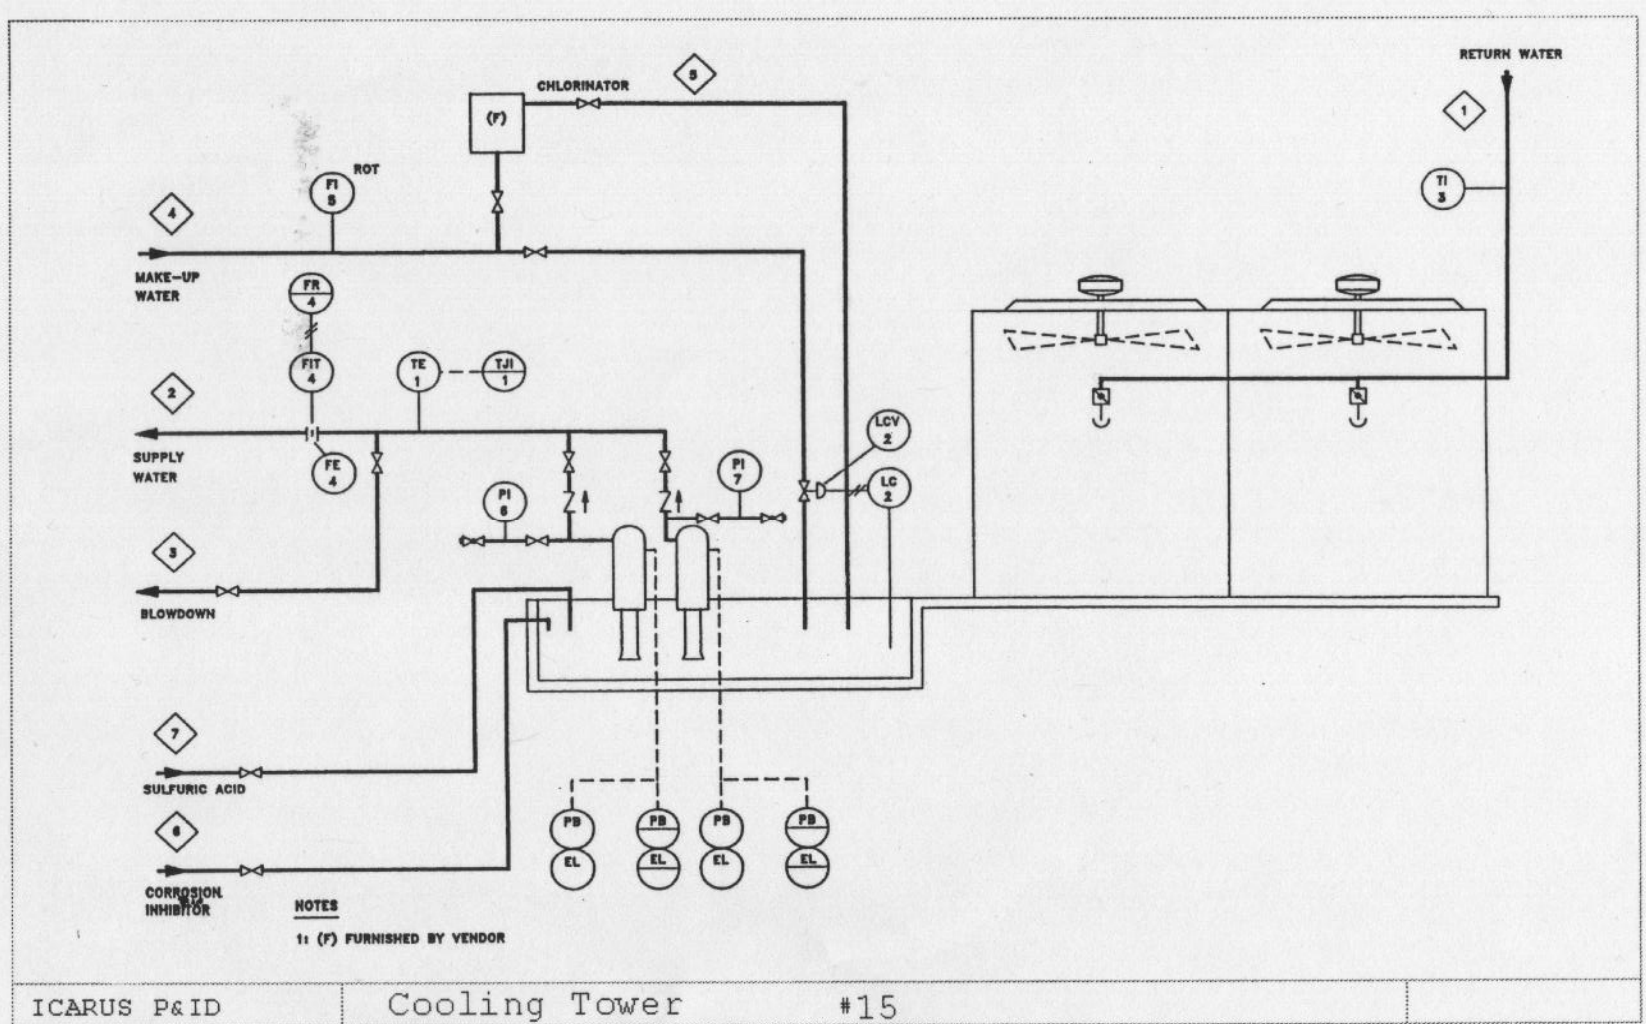 RETURN WATER
1
TI
3
CHLORINATOR
5
(F)
ROT
FI
5
4
MAKE-UP
WATER
FR
4
FIT
4
TE
1
TJI
1
2
SUPPLY
WATER
FE
4
PI
6
PI
7
LCV
2
LC
2
3
BLOWDOWN
7
SULFURIC ACID
6
CORROSION
INHIBITOR
PB
EL
PB
EL
PB
EL
PB
EL
NOTES
1: (F) FURNISHED BY VENDOR
ICARUS P&ID
Cooling Tower #15